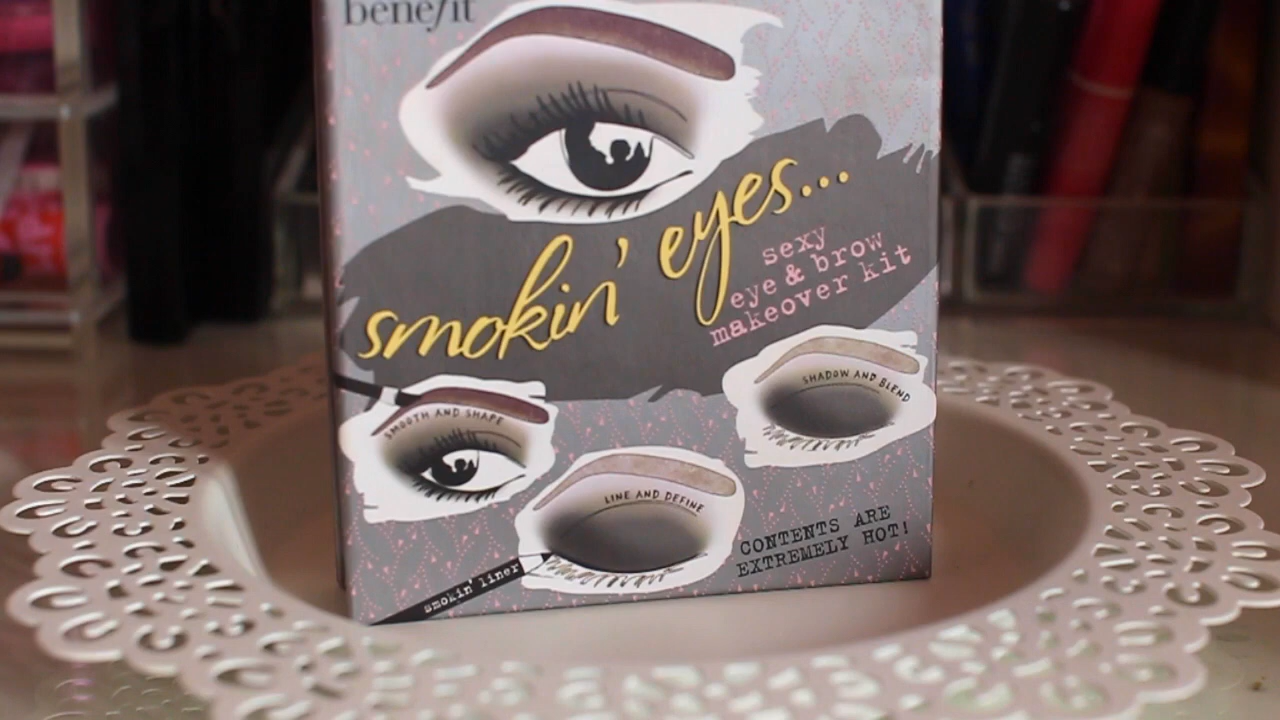 benefit
smokin' eyes...
sexy
eye & brow
makeover kit
SHADOW AND BLEND
SMOOTH AND SHAPE
LINE AND DEFINE
smokin' liner
CONTENTS ARE
EXTREMELY HOT!